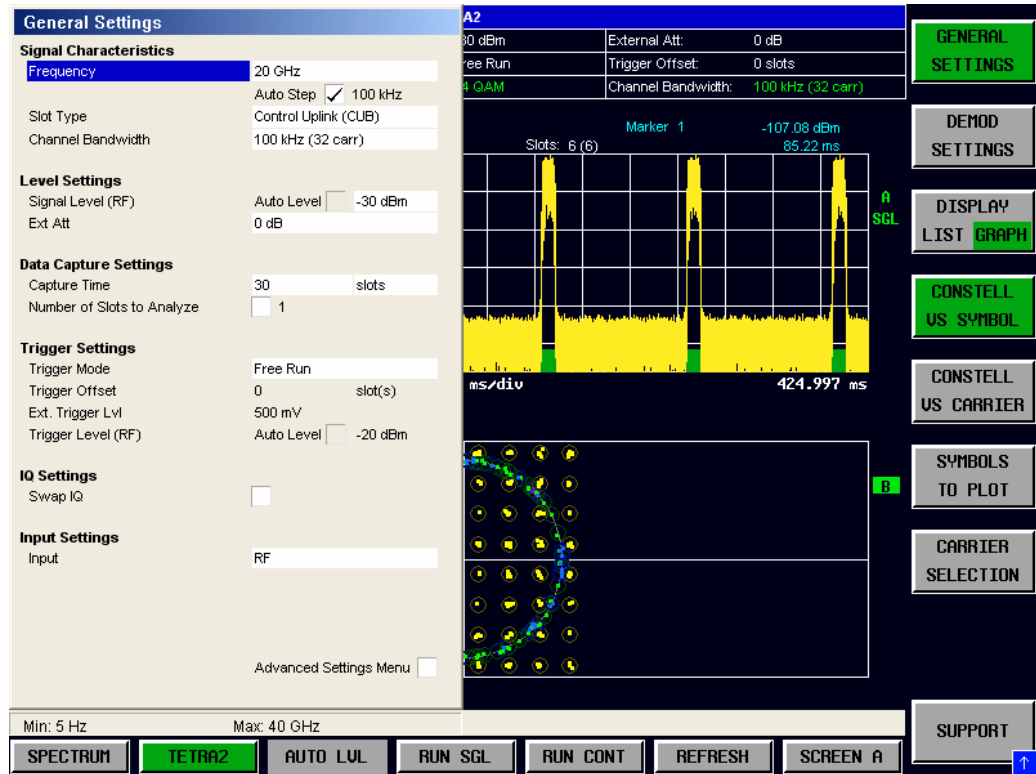 General Settings
Signal Characteristics
Frequency 20 GHz
Auto Step 100 kHz
Slot Type Control Uplink (CUB)
Channel Bandwidth 100 kHz (32 carr)
Level Settings
Signal Level (RF) Auto Level -30 dBm
Ext Att 0 dB
Data Capture Settings
Capture Time 30 slots
Number of Slots to Analyze 1
Trigger Settings
Trigger Mode Free Run
Trigger Offset 0 slot(s)
Ext. Trigger Lvl 500 mV
Trigger Level (RF) Auto Level -20 dBm
IQ Settings
Swap IQ
Input Settings
Input RF
Advanced Settings Menu
Min: 5 Hz Max: 40 GHz
A2
30 dBm External Att: 0 dB
ree Run Trigger Offset: 0 slots
4 QAM Channel Bandwidth: 100 kHz (32 carr)
Marker 1 -107.08 dBm
Slots: 6 (6) 85.22 ms
A
SGL
ms/div 424.997 ms
B
GENERAL
SETTINGS
DEMOD
SETTINGS
DISPLAY
LIST GRAPH
CONSTELL
VS SYMBOL
CONSTELL
VS CARRIER
SYMBOLS
TO PLOT
CARRIER
SELECTION
SUPPORT
SPECTRUM TETRA2 AUTO LVL RUN SGL RUN CONT REFRESH SCREEN A